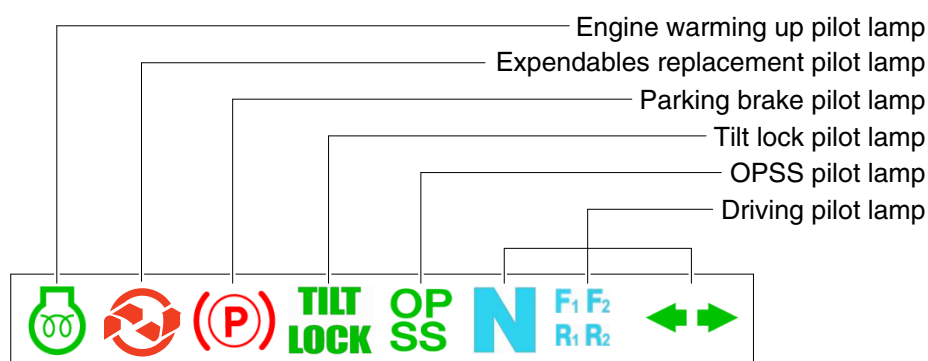 Engine warming up pilot lamp
Expendables replacement pilot lamp
Parking brake pilot lamp
Tilt lock pilot lamp
OPSS pilot lamp
Driving pilot lamp
(P) TILT LOCK OP SS N F1 F2 R1 R2